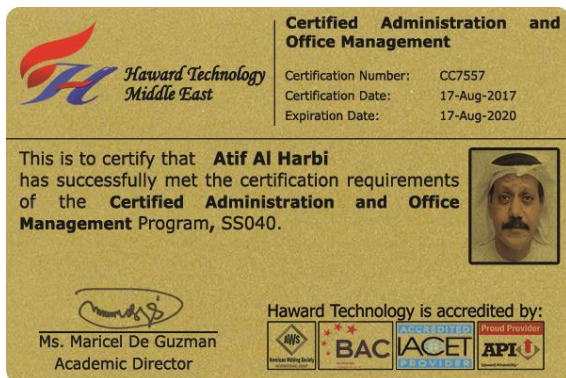 Haward Technology
Middle East
Certified Administration and
Office Management
Certification Number: CC7557
Certification Date: 17-Aug-2017
Expiration Date: 17-Aug-2020
This is to certify that Atif Al Harbi
has successfully met the certification requirements
of the Certified Administration and Office
Management Program, SS040.
Ms. Maricel De Guzman
Academic Director
Haward Technology is accredited by:
AWS
American Welding Society
BAC
ACCREDITED
IACET
PROVIDER
Proud Provider
API